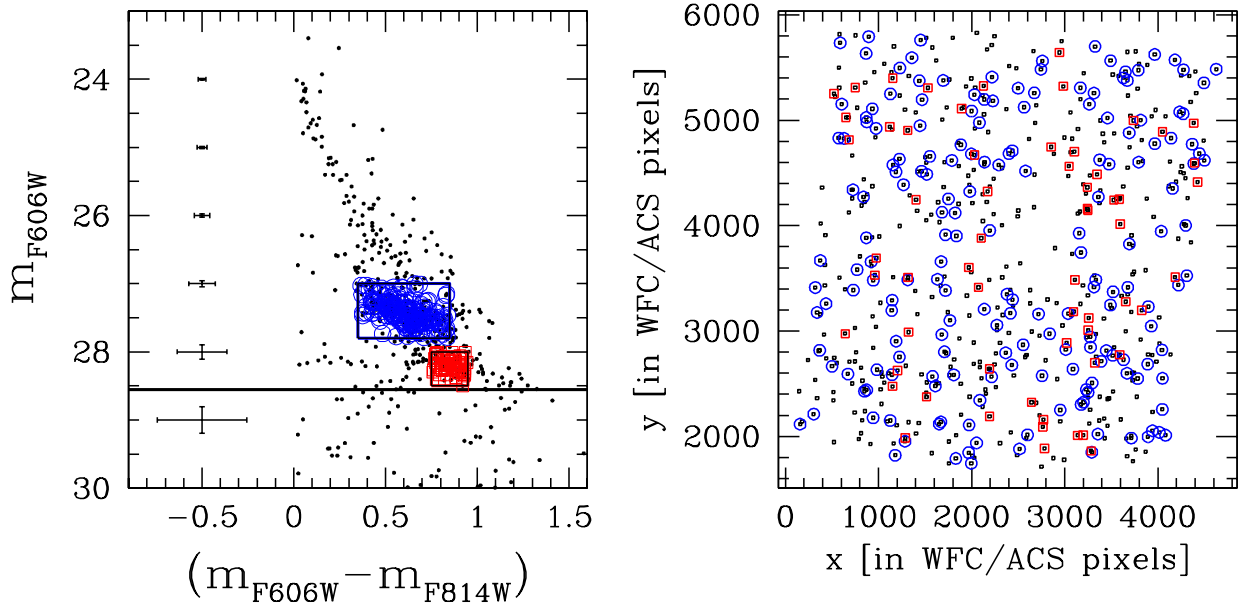 24
26
28
30
m_F606W
−0.5 0 0.5 1 1.5
(m_F606W−m_F814W)
6000
5000
4000
3000
2000
y [in WFC/ACS pixels]
0 1000 2000 3000 4000
x [in WFC/ACS pixels]